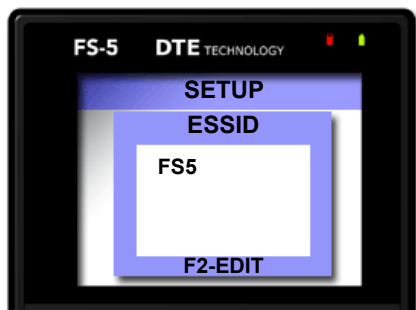 FS-5 DTE TECHNOLOGY
SETUP
ESSID
FS5
F2-EDIT